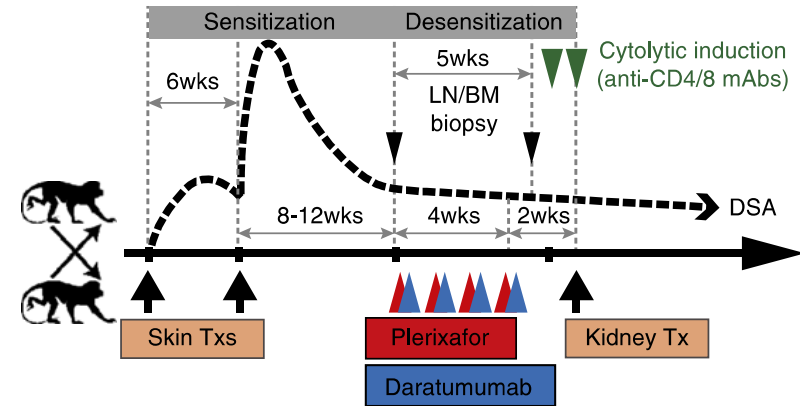 Sensitization Desensitization
6wks
5wks
Cytolytic induction
(anti-CD4/8 mAbs)
LN/BM
biopsy
8-12wks
4wks
2wks
DSA
Skin Txs
Plerixafor
Kidney Tx
Daratumumab